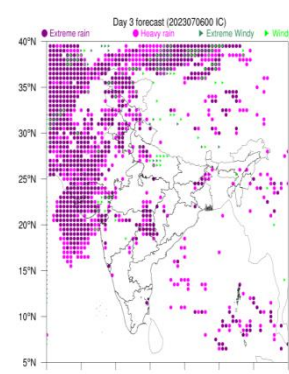 Day 3 forecast (2023070600 IC)
Extreme rain Heavy rain Extreme Windy Windy
40°N
35°N
30°N
25°N
20°N
15°N
10°N
5°N